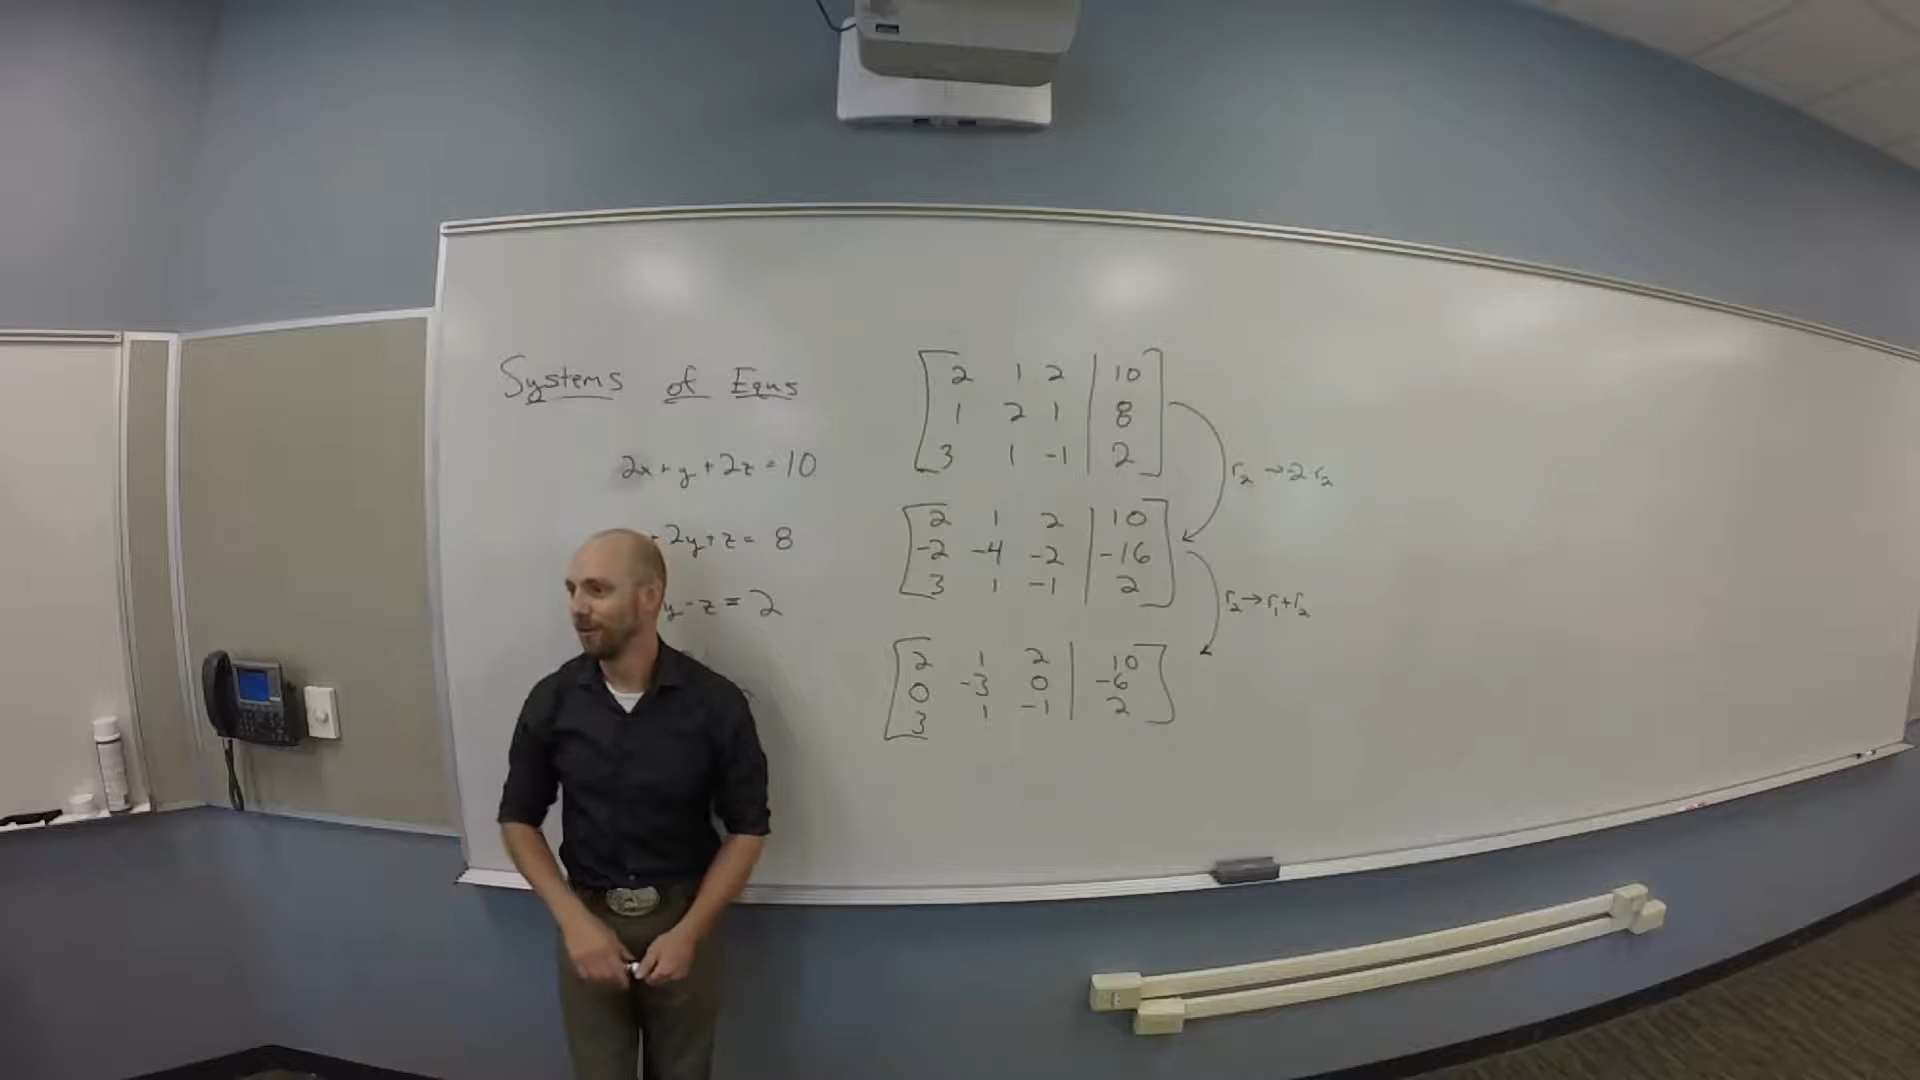 Systems of Eqns
2x+y+2z=10
+2y+z= 8
y-z=2
2 1 2 | 10
1 2 1 | 8
3 1 -1 | 2
r₂ → -2 r₂
2 1 2 | 10
-2 -4 -2 | -16
3 1 -1 | 2
r₂→r₁+r₂
2 1 2 | 10
0 -3 0 | -6
3 1 -1 | 2